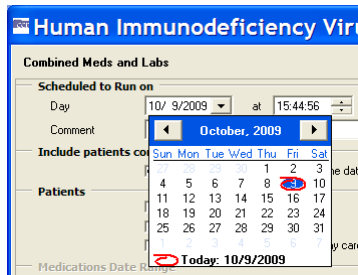 Human Immunodeficiency Viru
Combined Meds and Labs
Scheduled to Run on
Day 10/ 9/2009 at 15:44:56
Comment
October, 2009
Include patients co
Sun Mon Tue Wed Thu Fri Sat
27 28 29 30 1 2 3
e dat
4 5 6 7 8 9 10
Patients
11 12 13 14 15 16 17
18 19 20 21 22 23 24
25 26 27 28 29 30 31
1 2 3 4 5 6 7
y care
Today: 10/9/2009
Medications Date Range